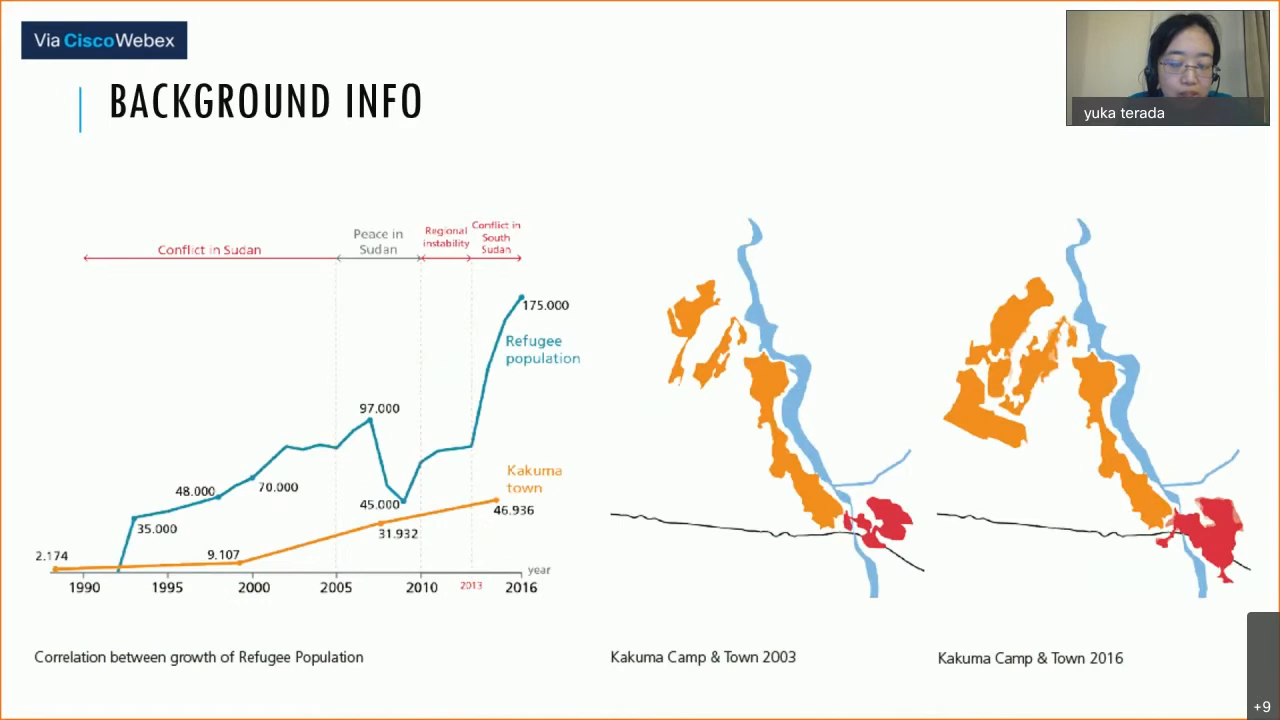 Via CiscoWebex
BACKGROUND INFO
yuka terada
Conflict in Sudan
Peace in
Sudan
Regional
instability
Conflict in
South
Sudan
175.000
Refugee
population
97.000
48.000
70.000
45.000
35.000
Kakuma
town
46.936
31.932
9.107
2.174
year
1990
1995
2000
2005
2010
2013
2016
Correlation between growth of Refugee Population
Kakuma Camp & Town 2003
Kakuma Camp & Town 2016
+9